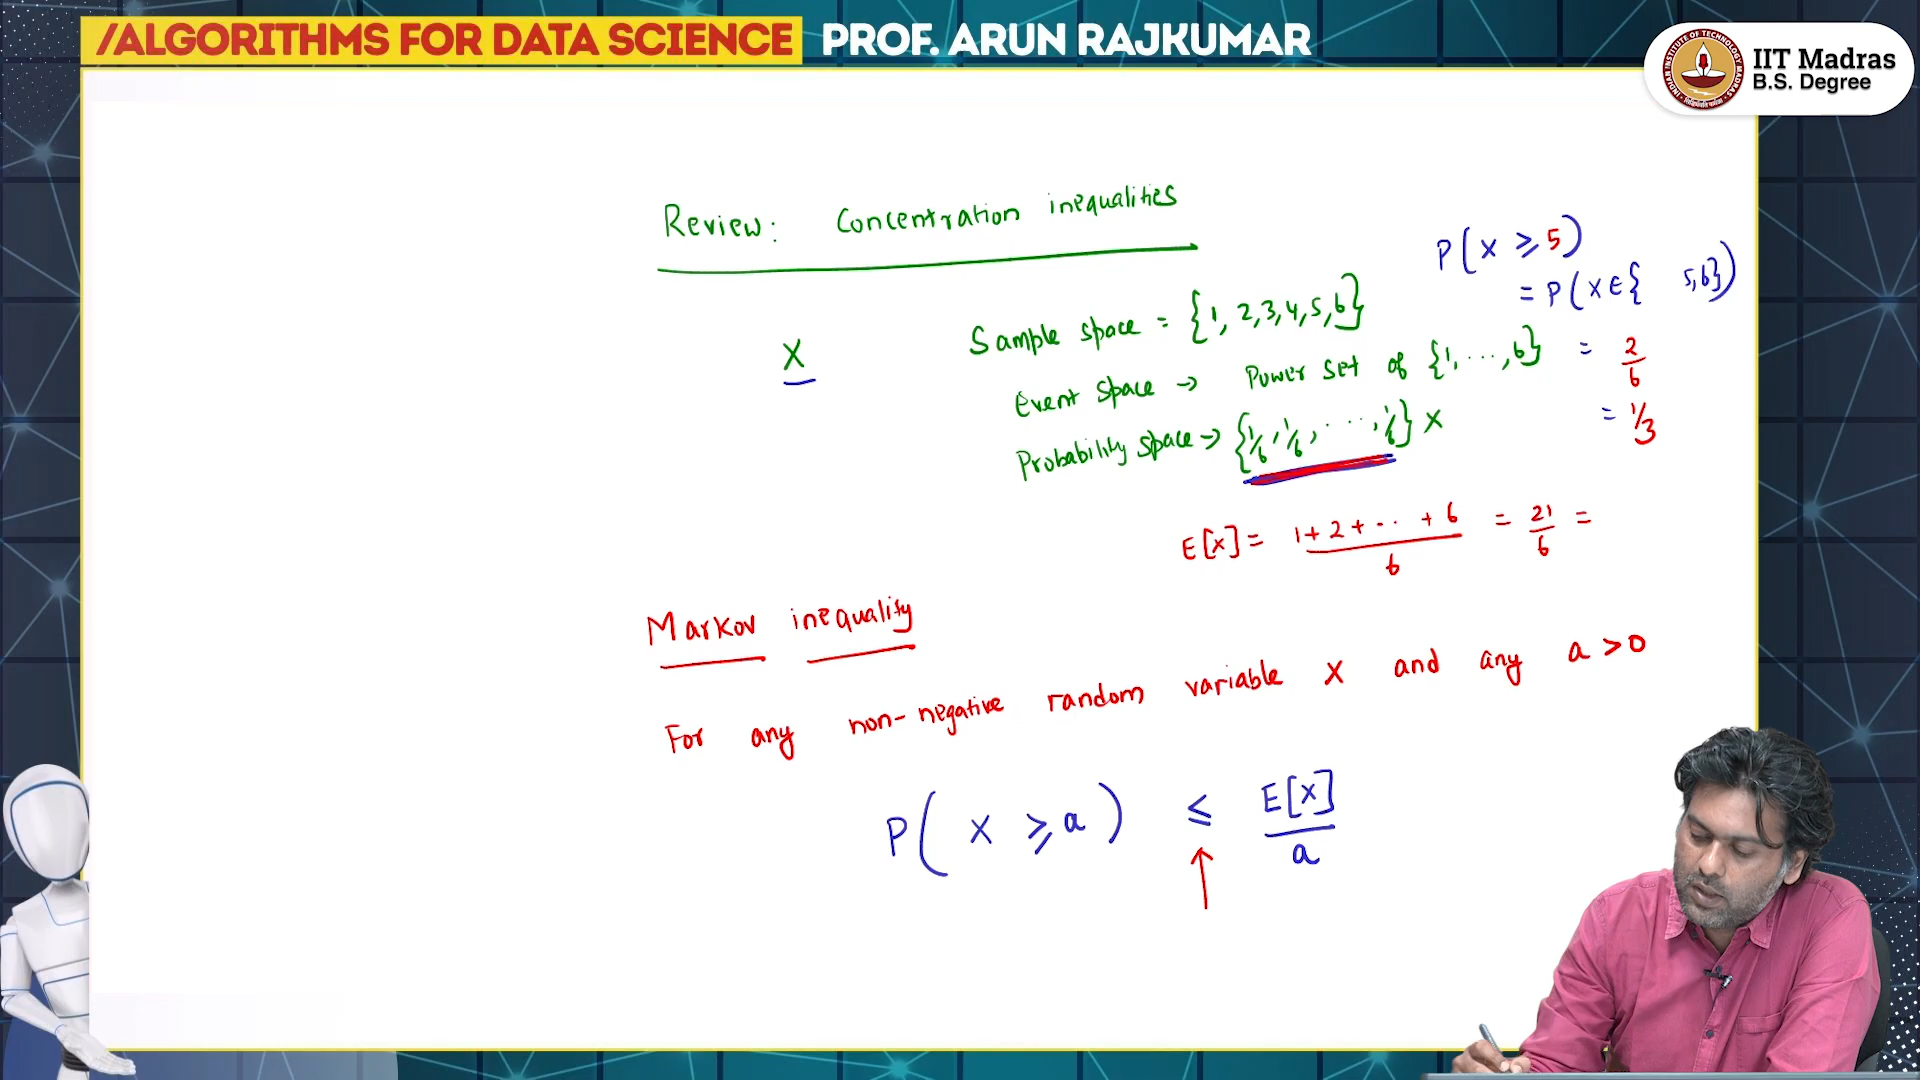 /ALGORITHMS FOR DATA SCIENCE PROF. ARUN RAJKUMAR
IIT Madras
B.S. Degree
Review: Concentration inequalities
P(X ≥ 5)
= P(X ∈ { 5,6})
= 2/6
= 1/3
X
Sample space = {1, 2, 3, 4, 5, 6}
Event space → Power set of {1, ..., 6}
Probability space → {1/6, 1/6, ..., 1/6} X
E[X] = (1 + 2 + ... + 6)/6 = 21/6 =
Markov inequality
For any non-negative random variable X and any a > 0
P( X ≥ a ) ≤ E[X]/a